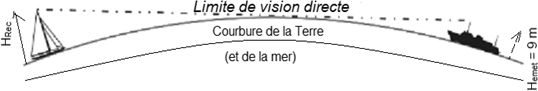 Limite de vision directe
HRec
Courbure de la Terre
(et de la mer)
Hemet = 9 m